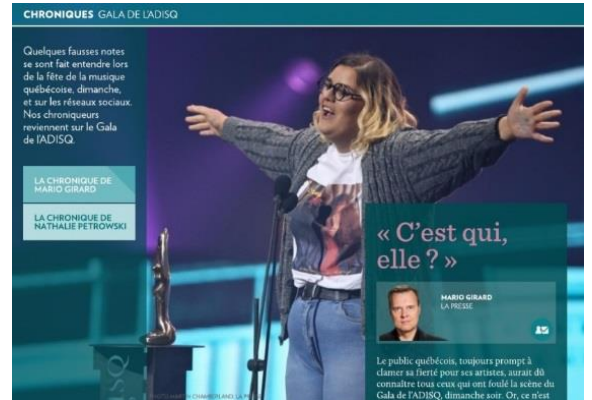 CHRONIQUES GALA DE L'ADISQ
Quelques fausses notes
se sont fait entendre lors
de la fête de la musique
québécoise, dimanche,
et sur les réseaux sociaux.
Nos chroniqueurs
reviennent sur le Gala
de l'ADISQ.
LA CHRONIQUE DE
MARIO GIRARD
LA CHRONIQUE DE
NATHALIE PETROWSKI
« C'est qui,
elle ? »
MARIO GIRARD
LA PRESSE
Le public québécois, toujours prompt à
clamer sa fierté pour ses artistes, aurait dû
connaître tous ceux qui ont foulé la scène du
Gala de l'ADISQ, dimanche soir. Or, ce n'est
PHOTO MARTIN CHAMBERLAND, LA